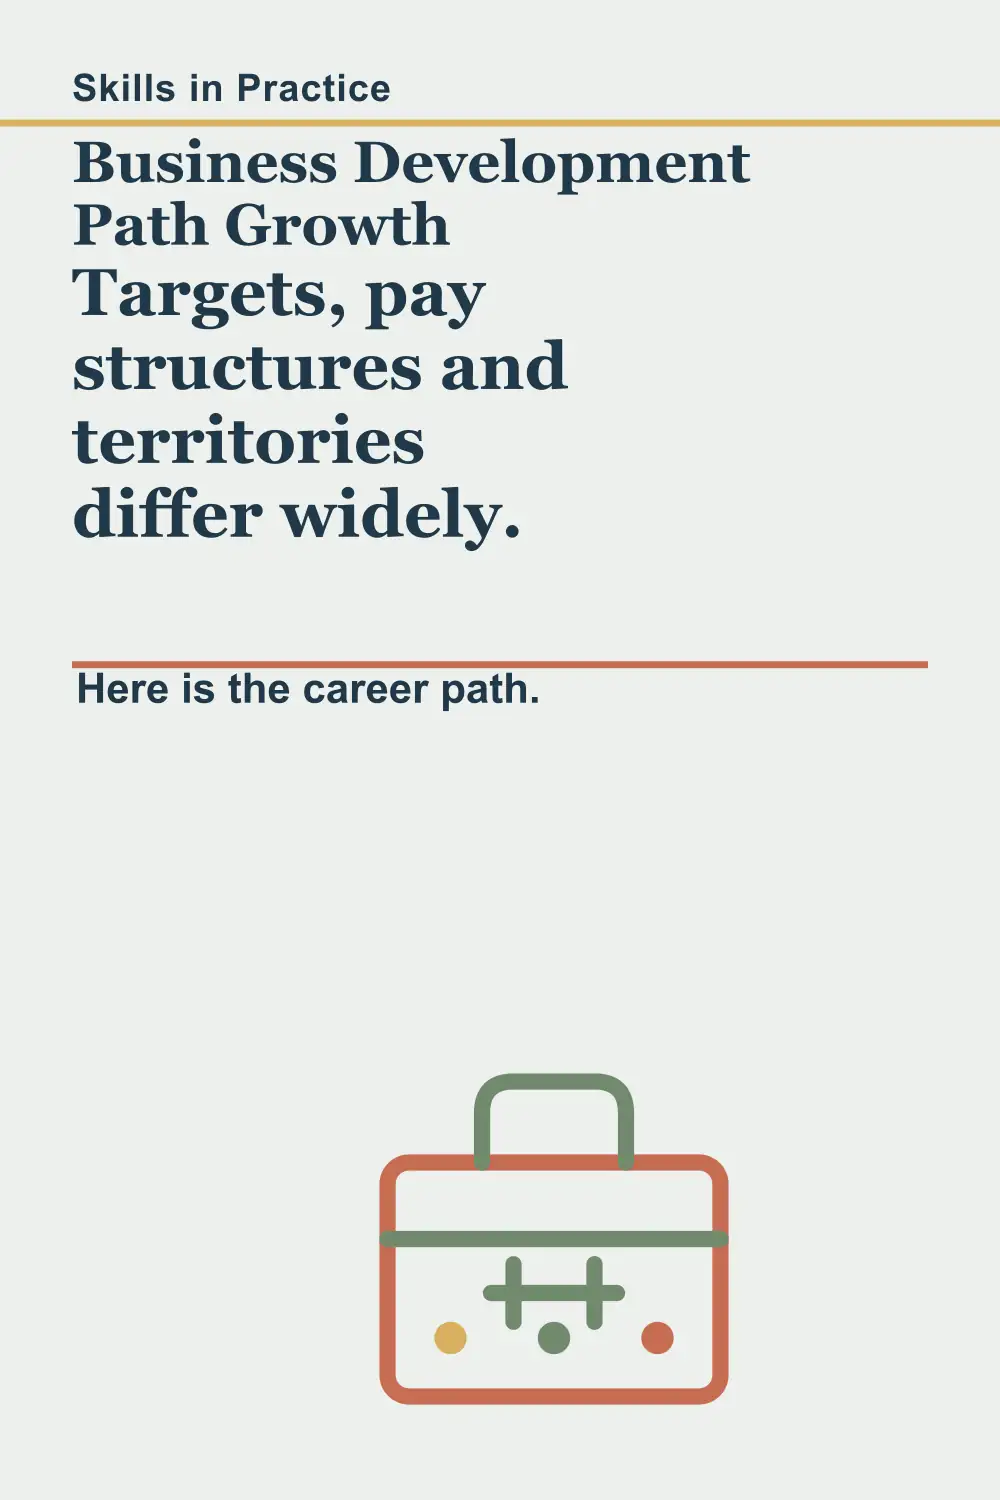 Skills in Practice
Business Development
Path Growth
Targets, pay
structures and
territories
differ widely.
Here is the career path.